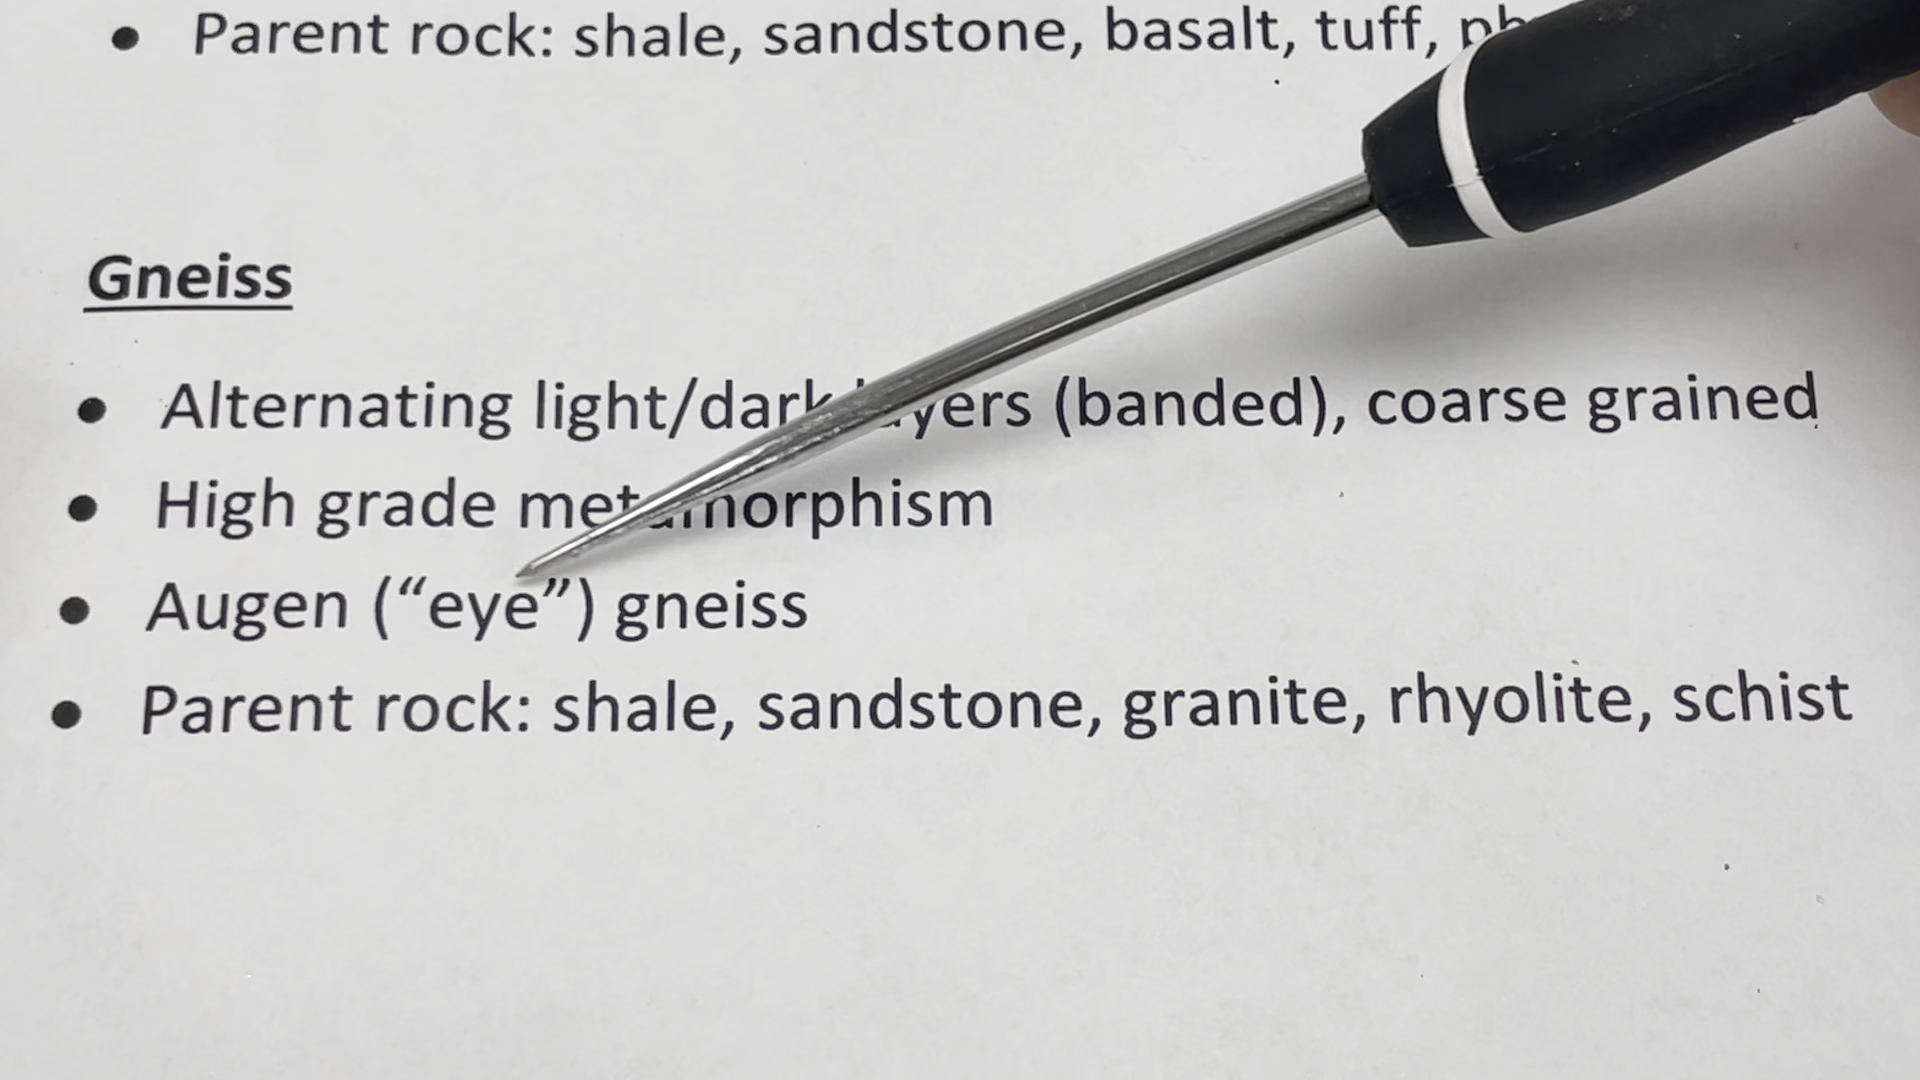 • Parent rock: shale, sandstone, basalt, tuff,
Gneiss
• Alternating light/dark layers (banded), coarse grained
• High grade metamorphism
• Augen (“eye”) gneiss
• Parent rock: shale, sandstone, granite, rhyolite, schist